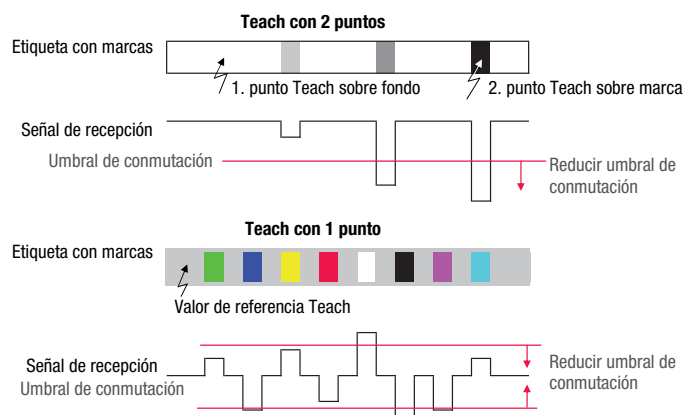 Teach con 2 puntos
Etiqueta con marcas
1. punto Teach sobre fondo
2. punto Teach sobre marca
Señal de recepción
Umbral de conmutación
Reducir umbral de
conmutación
Teach con 1 punto
Etiqueta con marcas
Valor de referencia Teach
Señal de recepción
Umbral de conmutación
Reducir umbral de
conmutación